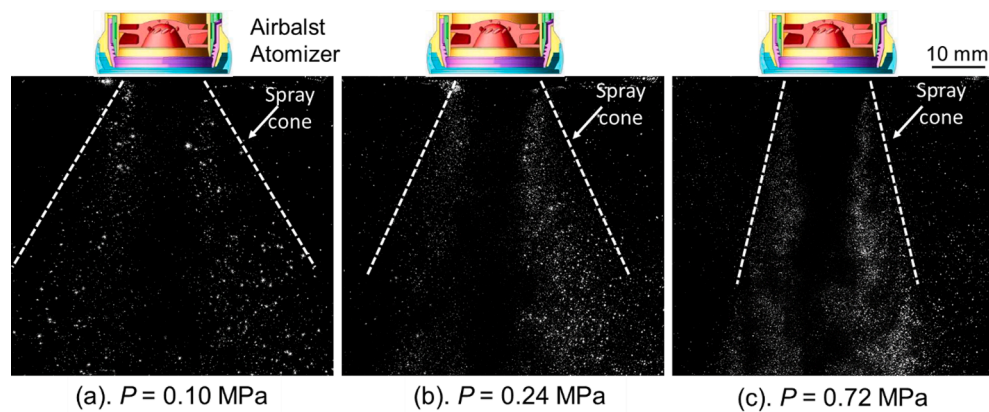 Airbalst
Atomizer
10 mm
Spray
cone
Spray
cone
Spray
cone
(a). P = 0.10 MPa
(b). P = 0.24 MPa
(c). P = 0.72 MPa